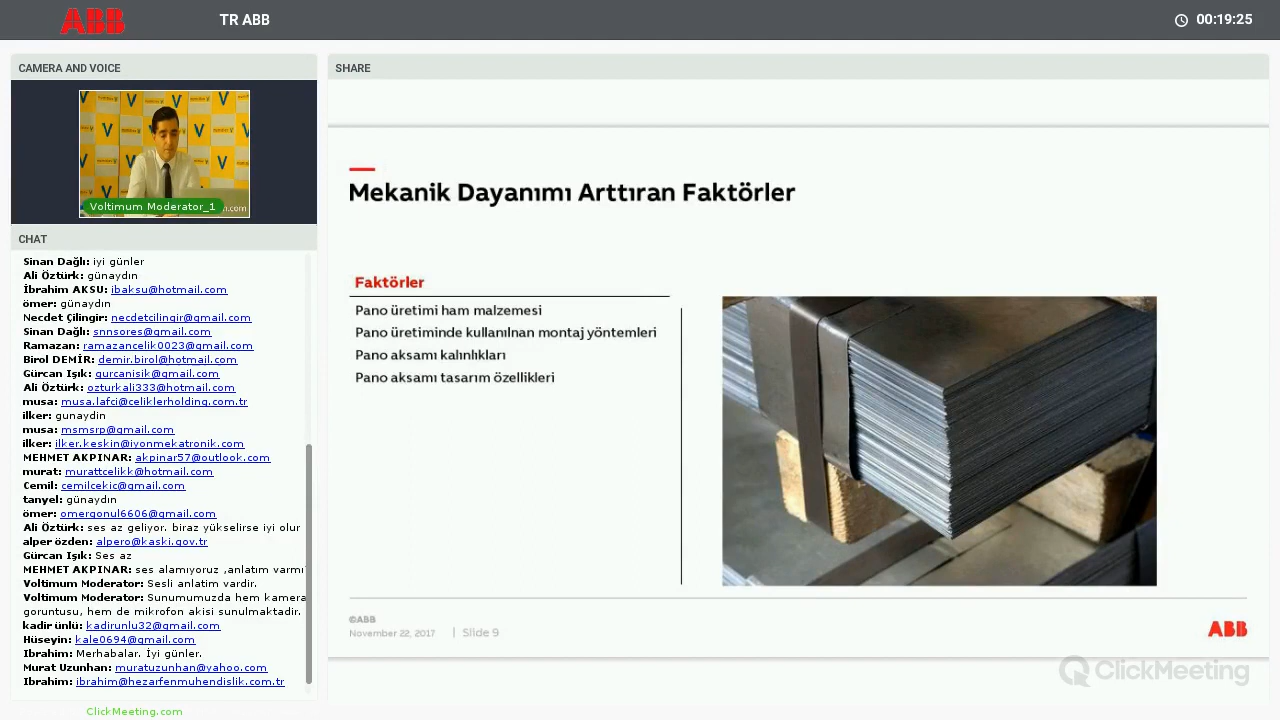 ABB
TR ABB
00:19:25
CAMERA AND VOICE
Voltimum Moderator_1
n.com
CHAT
Sinan Dağlı: iyi günler
Ali Öztürk: günaydın
İbrahim AKSU: ibaksu@hotmail.com
ömer: günaydın
Necdet Çilingir: necdetcilingir@gmail.com
Sinan Dağlı: snnsores@gmail.com
Ramazan: ramazancelik0023@gmail.com
Birol DEMİR: demir.birol@hotmail.com
Gürcan Işık: gurcanisik@gmail.com
Ali Öztürk: ozturkali333@hotmail.com
musa: musa.lafci@celiklerholding.com.tr
ilker: gunaydin
musa: msmsrp@gmail.com
ilker: ilker.keskin@iyonmekatronik.com
MEHMET AKPINAR: akpinar57@outlook.com
murat: murattcelikk@hotmail.com
Cemil: cemilcekic@gmail.com
tanyel: günaydın
ömer: omergonul6606@gmail.com
Ali Öztürk: ses az geliyor. biraz yükselirse iyi olur
alper özden: alpero@kaski.gov.tr
Gürcan Işık: Ses az
MEHMET AKPINAR: ses alamıyoruz ,anlatım varmı
Voltimum Moderator: Sesli anlatim vardir.
Voltimum Moderator: Sunumumuzda hem kamera
goruntusu, hem de mikrofon akisi sunulmaktadir.
kadir ünlü: kadirunlu32@gmail.com
Hüseyin: kale0694@gmail.com
Ibrahim: Merhabalar. İyi günler.
Murat Uzunhan: muratuzunhan@yahoo.com
Ibrahim: ibrahim@hezarfenmuhendislik.com.tr
ClickMeeting.com
SHARE
Mekanik Dayanımı Arttıran Faktörler
Faktörler
Pano üretimi ham malzemesi
Pano üretiminde kullanılnan montaj yöntemleri
Pano aksamı kalınlıkları
Pano aksamı tasarım özellikleri
©ABB
November 22, 2017 | Slide 9
ABB
ClickMeeting